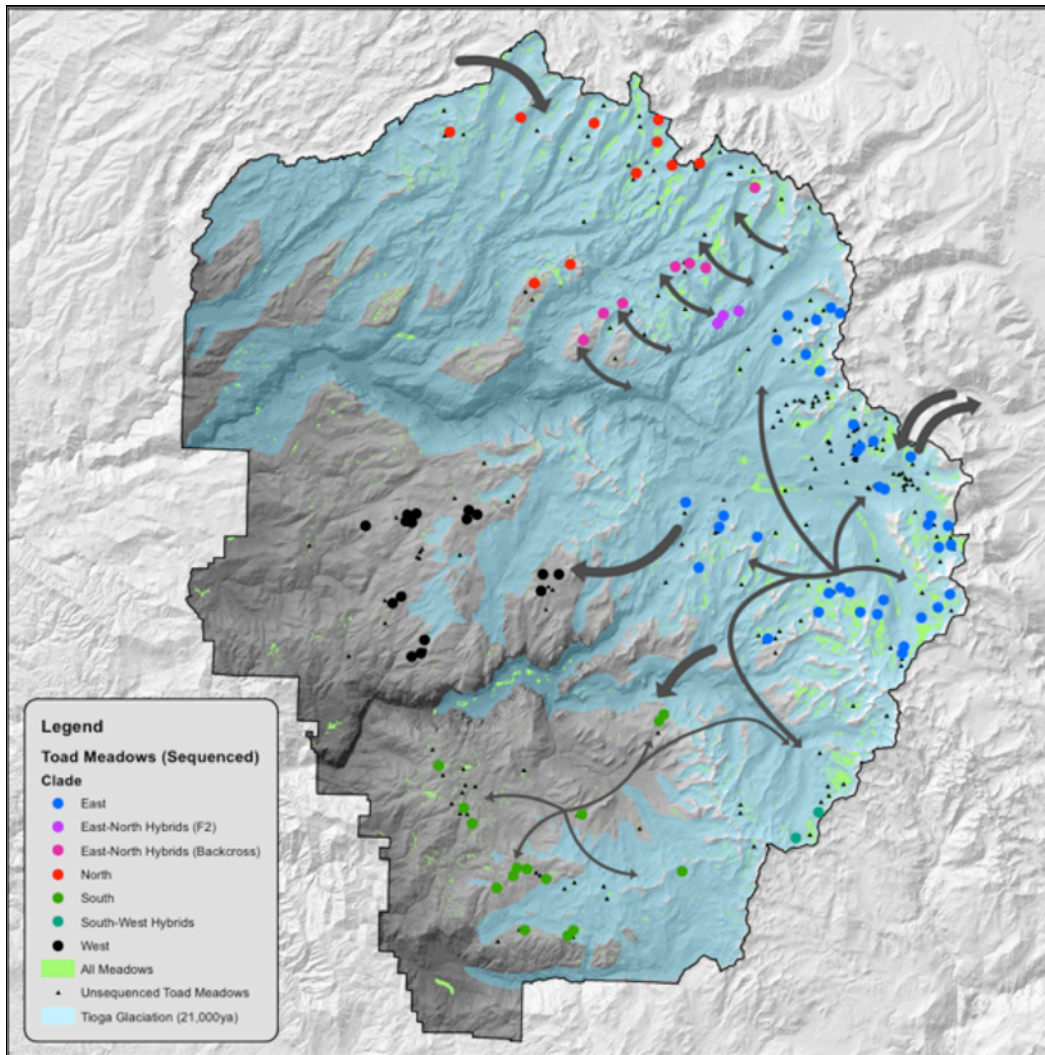 Legend
Toad Meadows (Sequenced)
Clade
East
East-North Hybrids (F2)
East-North Hybrids (Backcross)
North
South
South-West Hybrids
West
All Meadows
Unsequenced Toad Meadows
Tioga Glaciation (21,000ya)